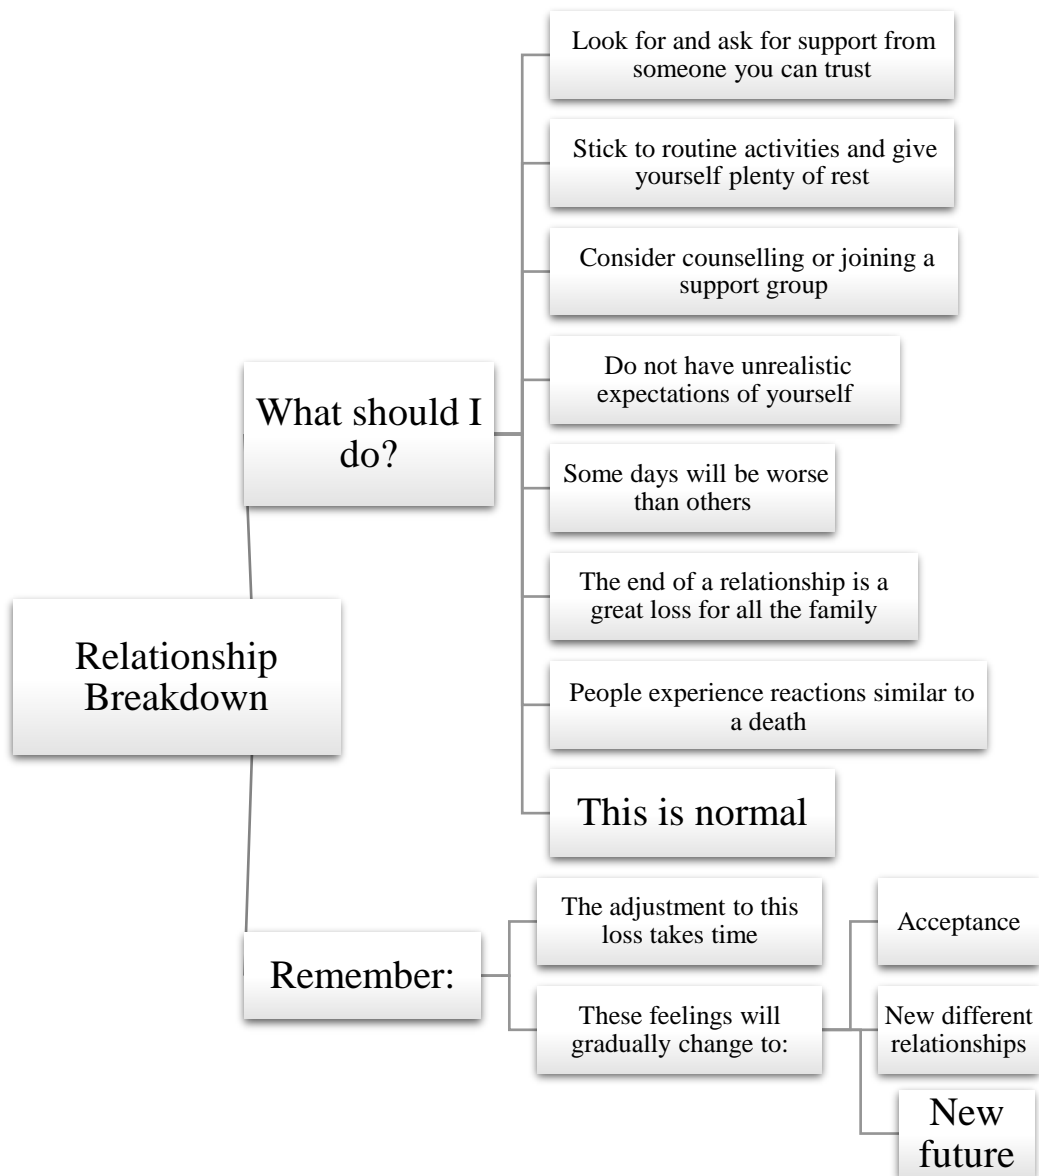 Relationship
Breakdown
What should I
do?
Look for and ask for support from
someone you can trust
Stick to routine activities and give
yourself plenty of rest
Consider counselling or joining a
support group
Do not have unrealistic
expectations of yourself
Some days will be worse
than others
The end of a relationship is a
great loss for all the family
People experience reactions similar to
a death
This is normal
Remember:
The adjustment to this
loss takes time
These feelings will
gradually change to:
Acceptance
New different
relationships
New
future